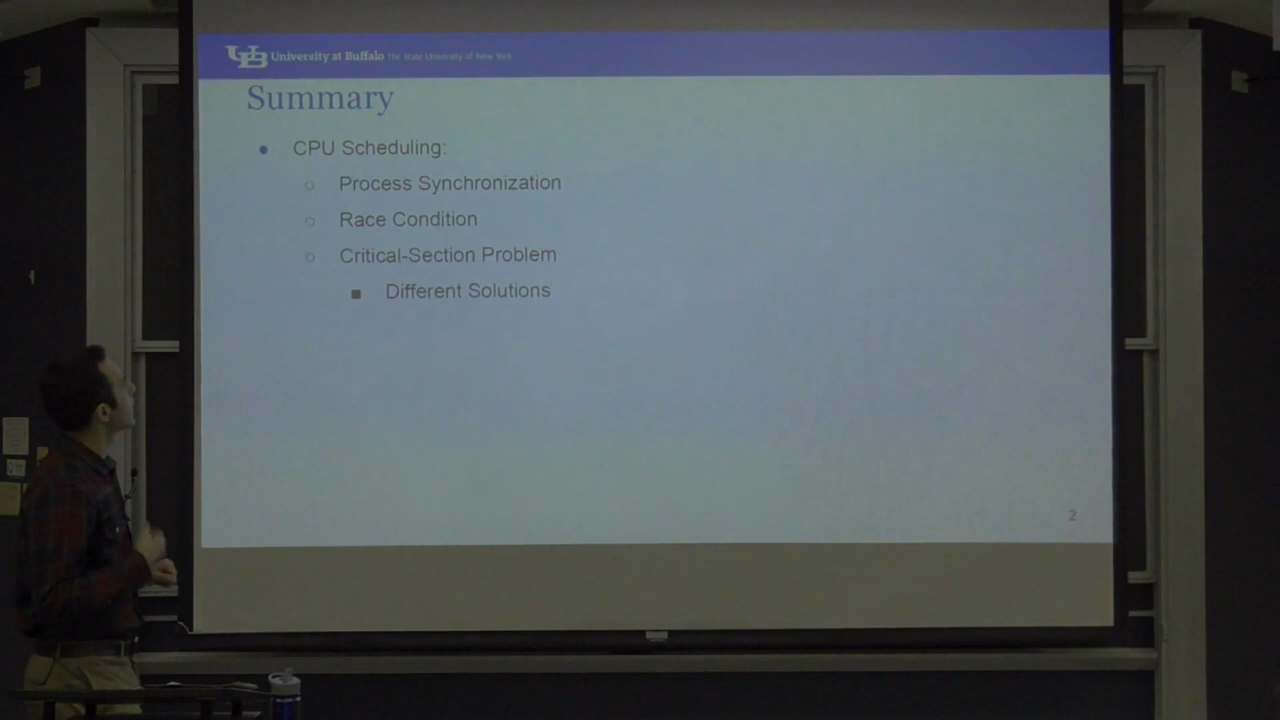 UB University at Buffalo The State University of New York
Summary
CPU Scheduling:
Process Synchronization
Race Condition
Critical-Section Problem
Different Solutions
2